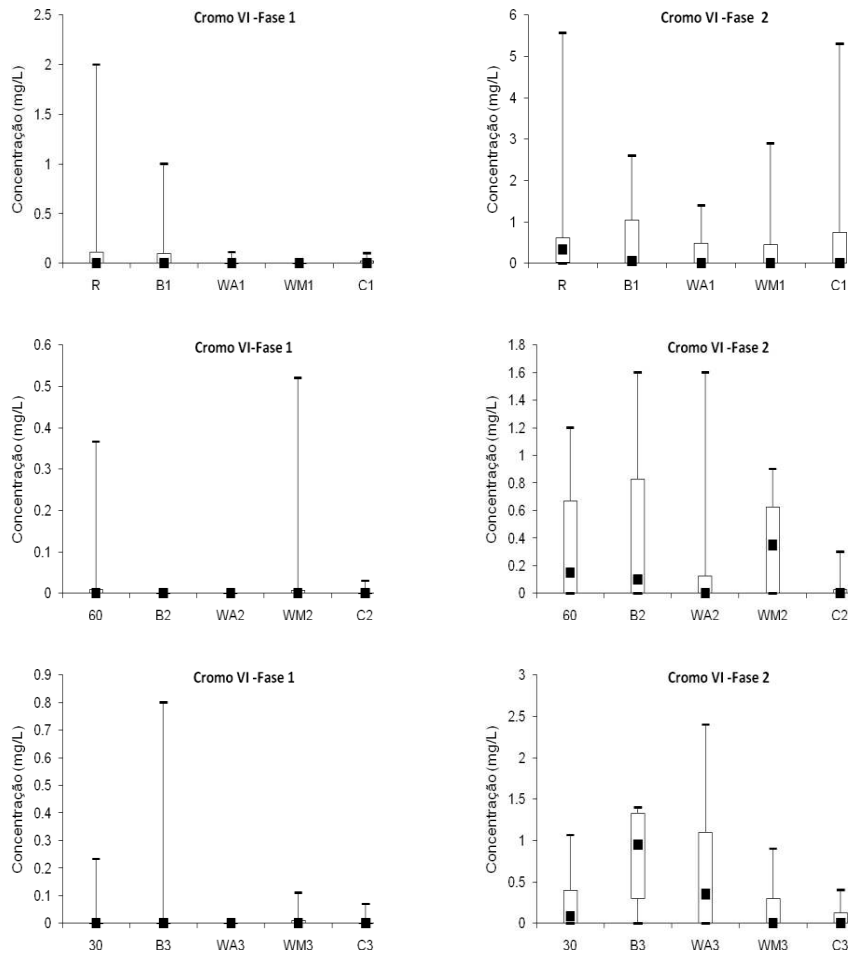 Cromo VI -Fase 1
Concentração (mg/L)
2.5
2
1.5
1
0.5
0
R B1 WA1 WM1 C1
Cromo VI -Fase 2
Concentração (mg/L)
6
5
4
3
2
1
0
R B1 WA1 WM1 C1
Cromo VI-Fase 1
Concentração (mg/L)
0.6
0.5
0.4
0.3
0.2
0.1
0
60 B2 WA2 WM2 C2
Cromo VI -Fase 2
Concentração (mg/L)
1.8
1.6
1.4
1.2
1
0.8
0.6
0.4
0.2
0
60 B2 WA2 WM2 C2
Cromo VI -Fase 1
Concentração (mg/L)
0.9
0.8
0.7
0.6
0.5
0.4
0.3
0.2
0.1
0
30 B3 WA3 WM3 C3
Cromo VI -Fase 2
Concentração (mg/L)
3
2.5
2
1.5
1
0.5
0
30 B3 WA3 WM3 C3